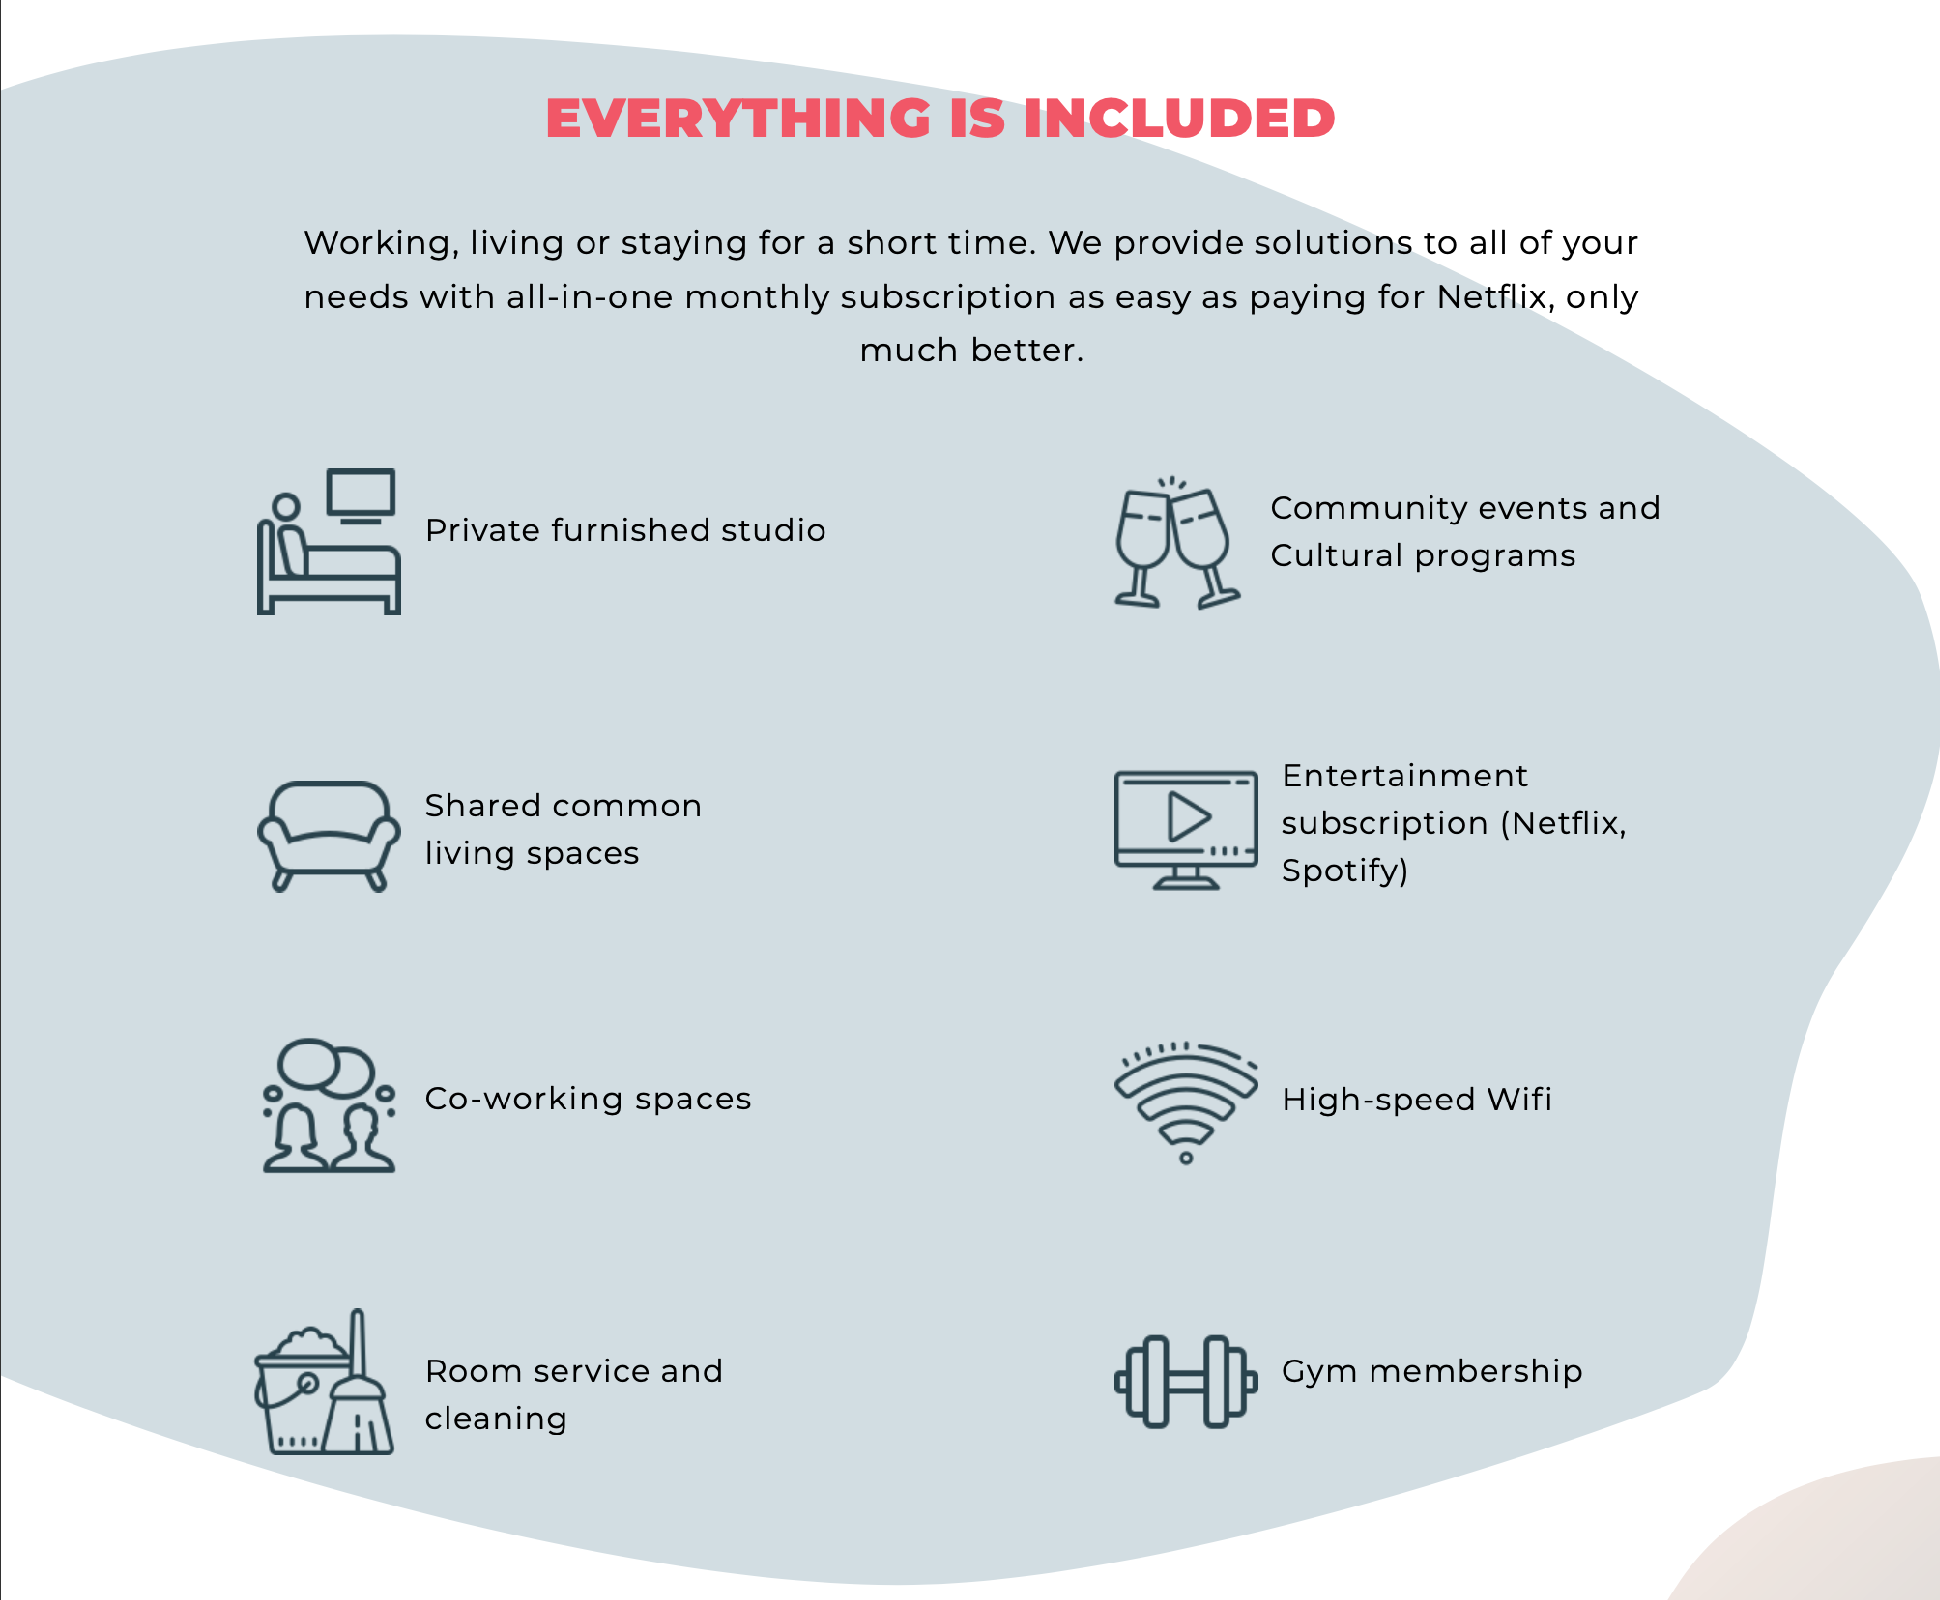 EVERYTHING IS INCLUDED
Working, living or staying for a short time. We provide solutions to all of your
needs with all-in-one monthly subscription as easy as paying for Netflix, only
much better.
Private furnished studio
Community events and
Cultural programs
Shared common
living spaces
Entertainment
subscription (Netflix,
Spotify)
Co-working spaces
High-speed Wifi
Room service and
cleaning
Gym membership